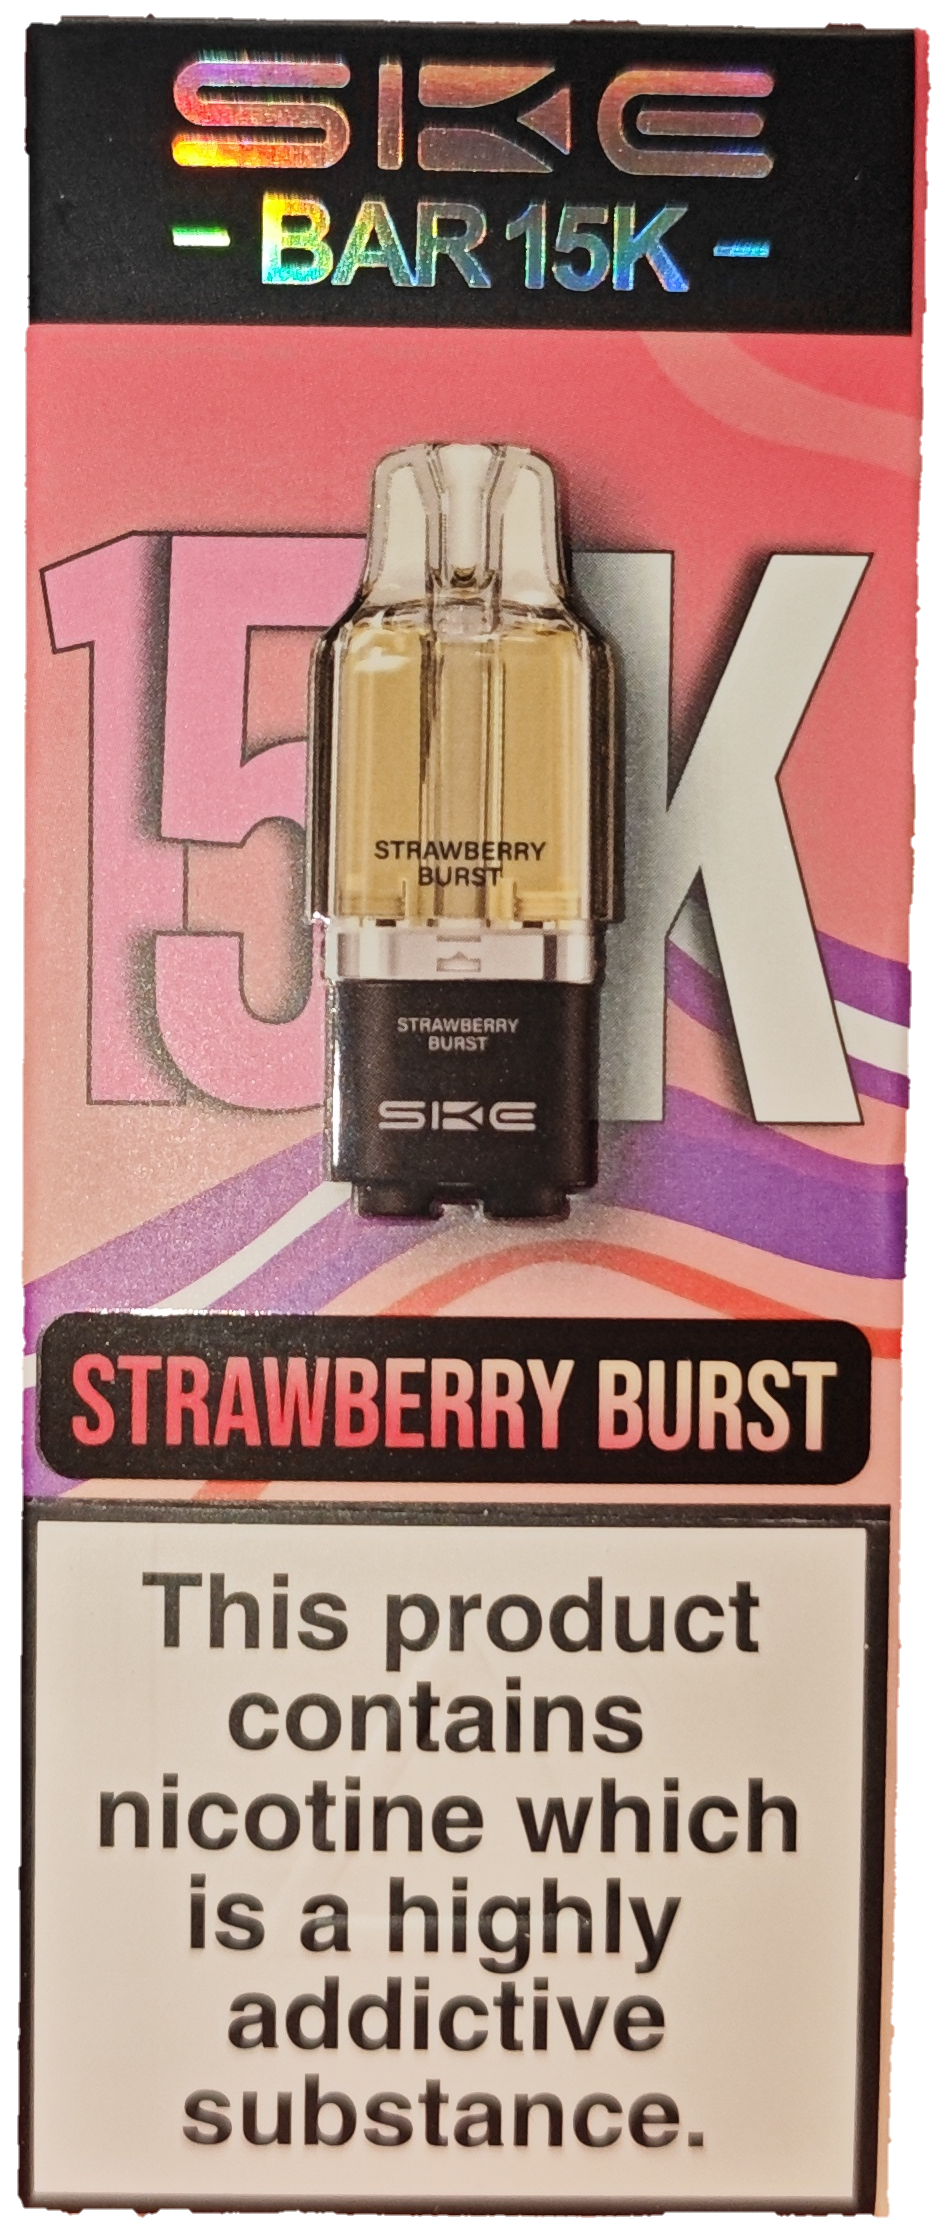 SKE
- BAR 15K -
15K
STRAWBERRY
BURST
STRAWBERRY
BURST
SKE
STRAWBERRY BURST
This product
contains
nicotine which
is a highly
addictive
substance.